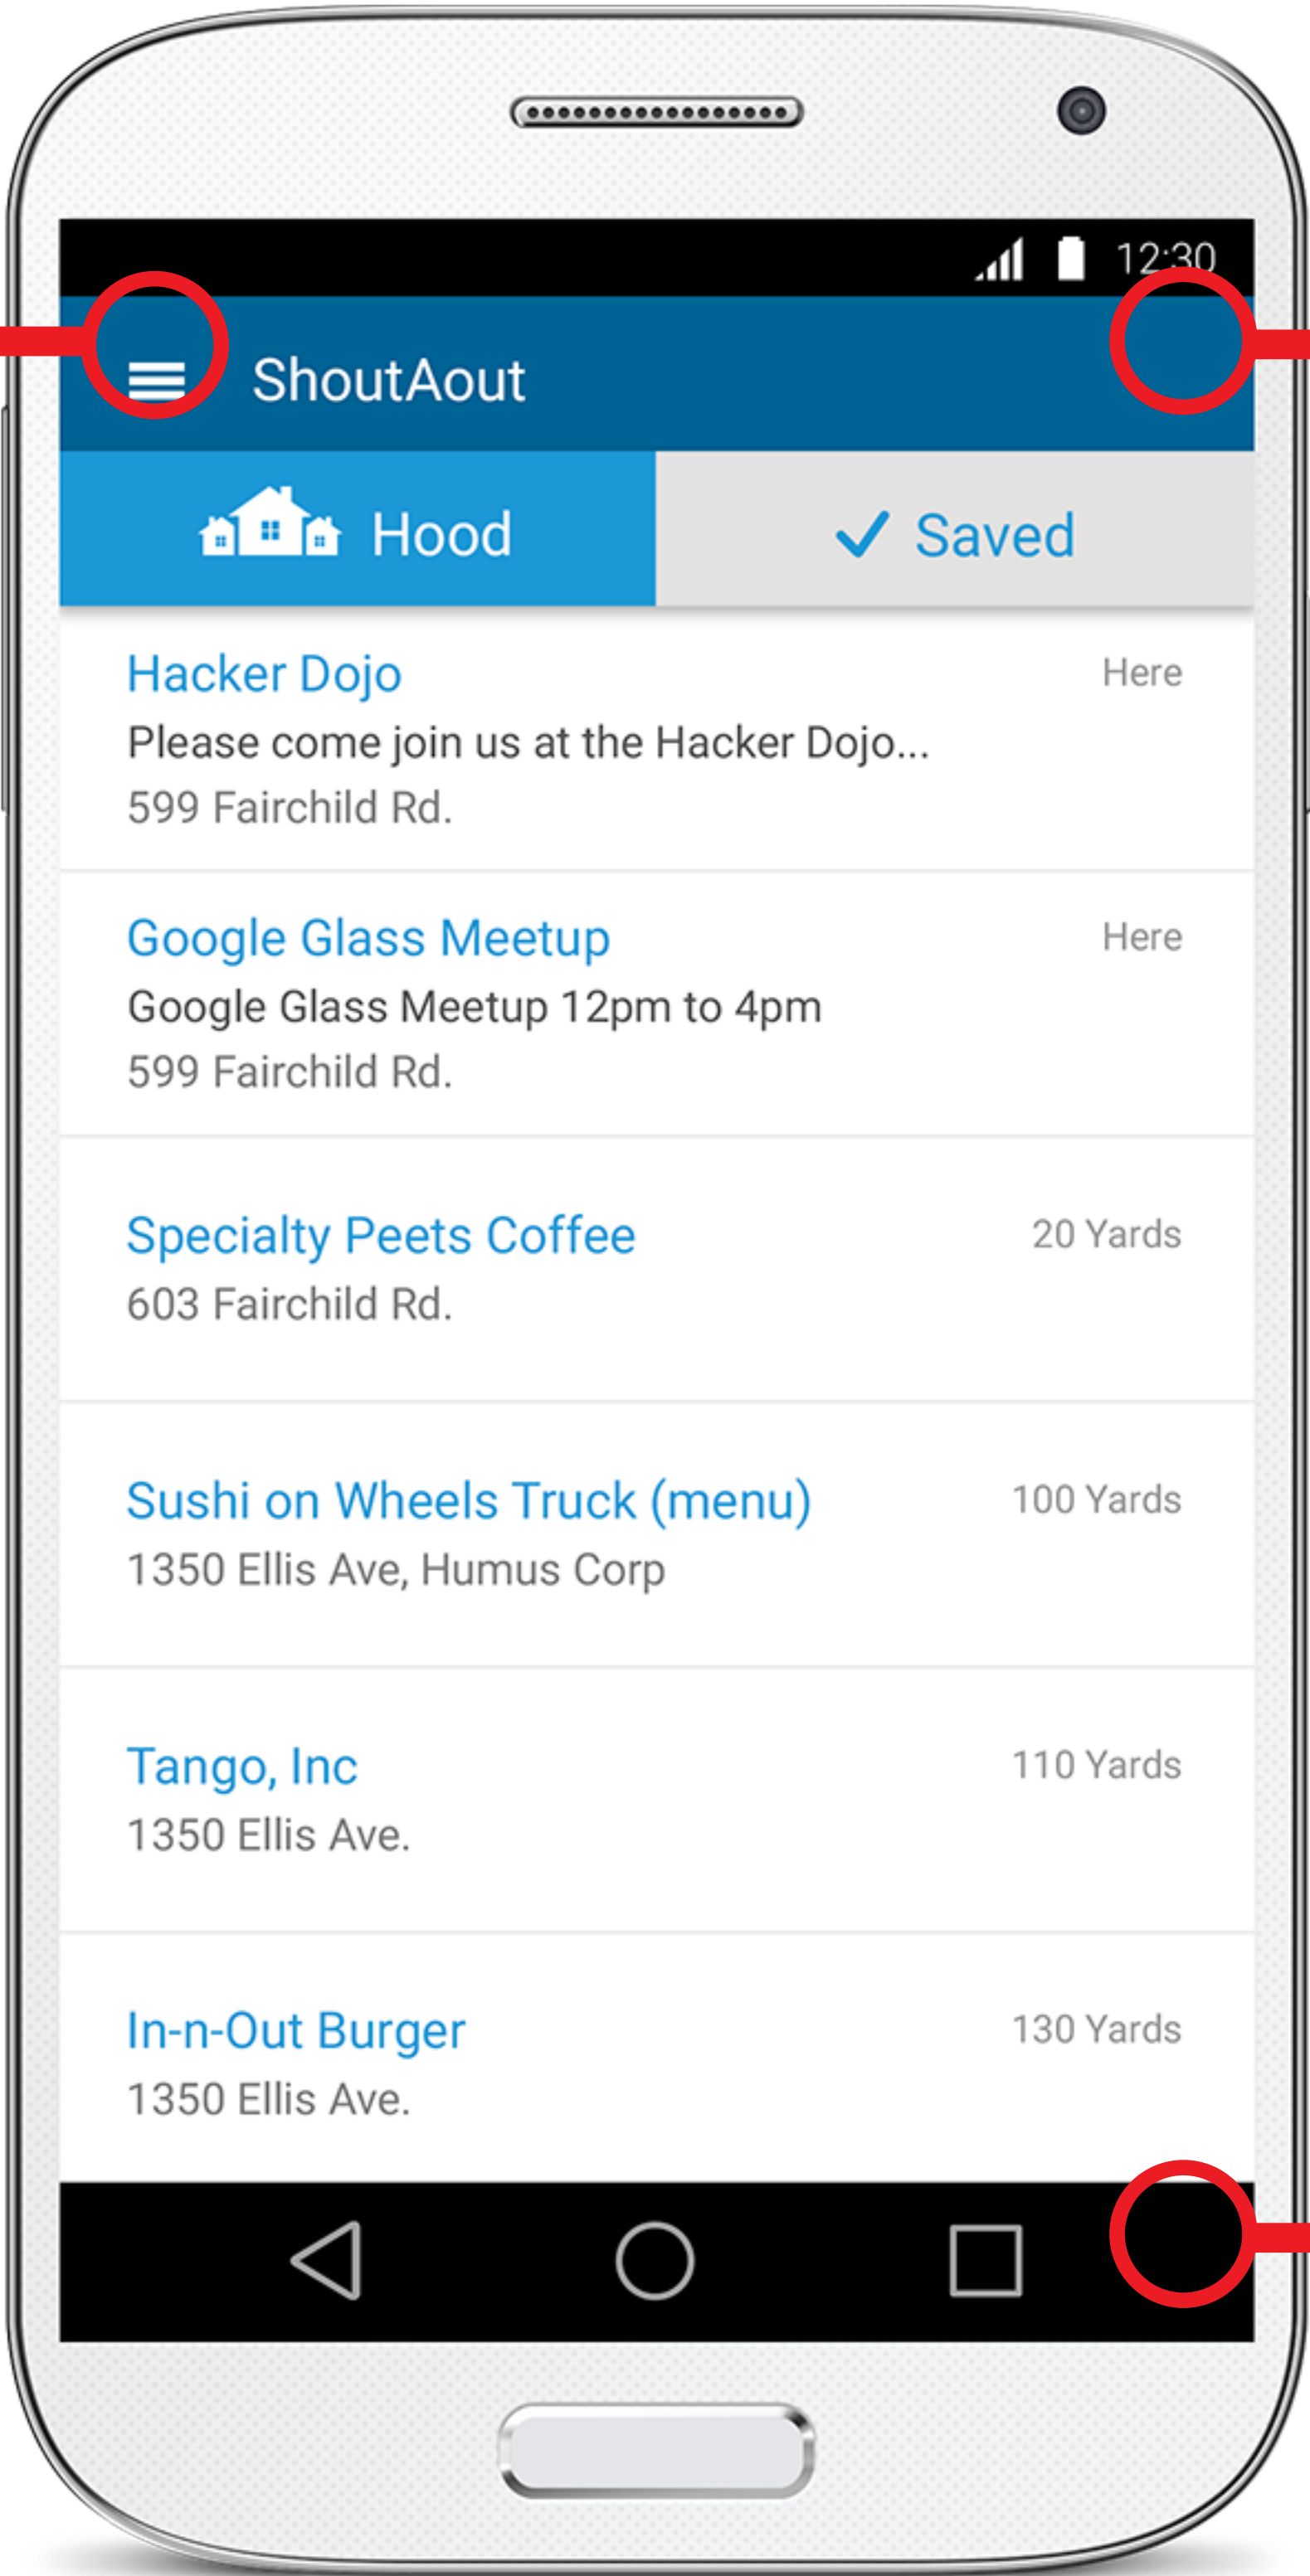 12:30
ShoutAout
Hood
Saved
Hacker Dojo
Here
Please come join us at the Hacker Dojo...
599 Fairchild Rd.
Google Glass Meetup
Here
Google Glass Meetup 12pm to 4pm
599 Fairchild Rd.
Specialty Peets Coffee
20 Yards
603 Fairchild Rd.
Sushi on Wheels Truck (menu)
100 Yards
1350 Ellis Ave, Humus Corp
Tango, Inc
110 Yards
1350 Ellis Ave.
In-n-Out Burger
130 Yards
1350 Ellis Ave.